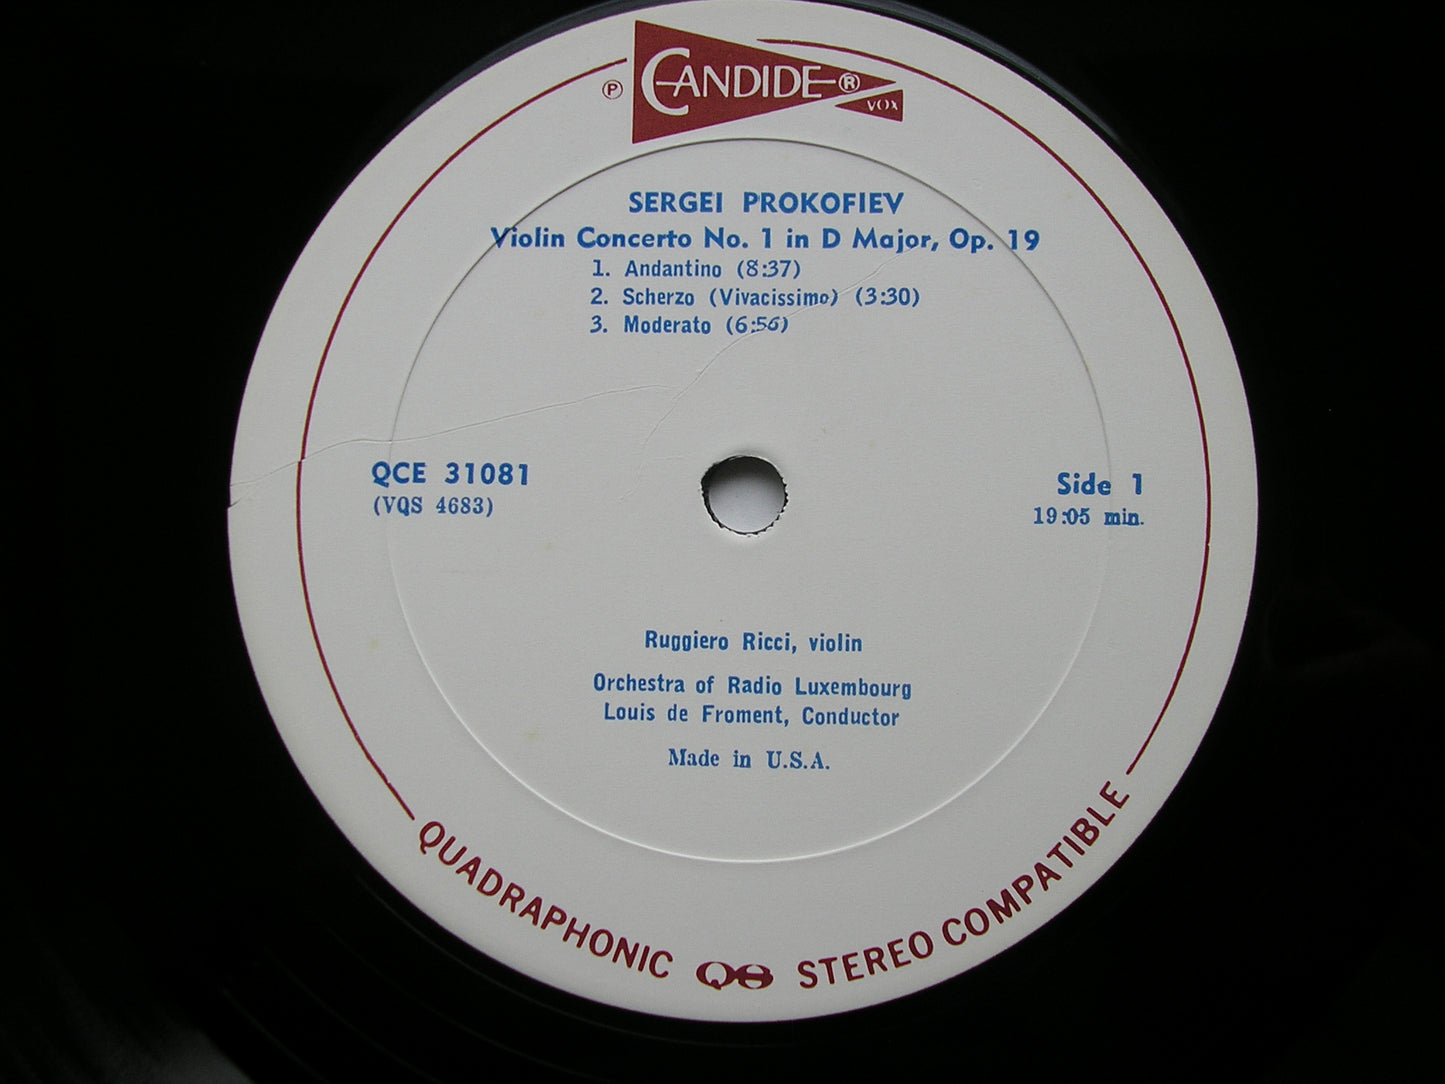 ℗ CANDIDE ®
VOX
SERGEI PROKOFIEV
Violin Concerto No. 1 in D Major, Op. 19
1. Andantino (8:37)
2. Scherzo (Vivacissimo) (3:30)
3. Moderato (6:56)
QCE 31081
(VQS 4683)
Side 1
19:05 min.
Ruggiero Ricci, violin
Orchestra of Radio Luxembourg
Louis de Froment, Conductor
Made in U.S.A.
QUADRAPHONIC QS STEREO COMPATIBLE